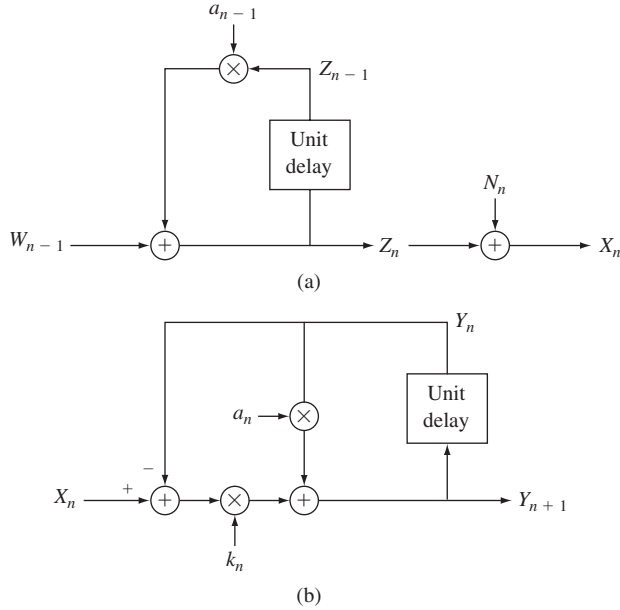 a_{n − 1}
×
Z_{n − 1}
Unit
delay
N_n
W_{n − 1}
+
Z_n
+
X_n
(a)
Y_n
Unit
delay
a_n
×
−
+
X_n
+
×
+
Y_{n + 1}
k_n
(b)